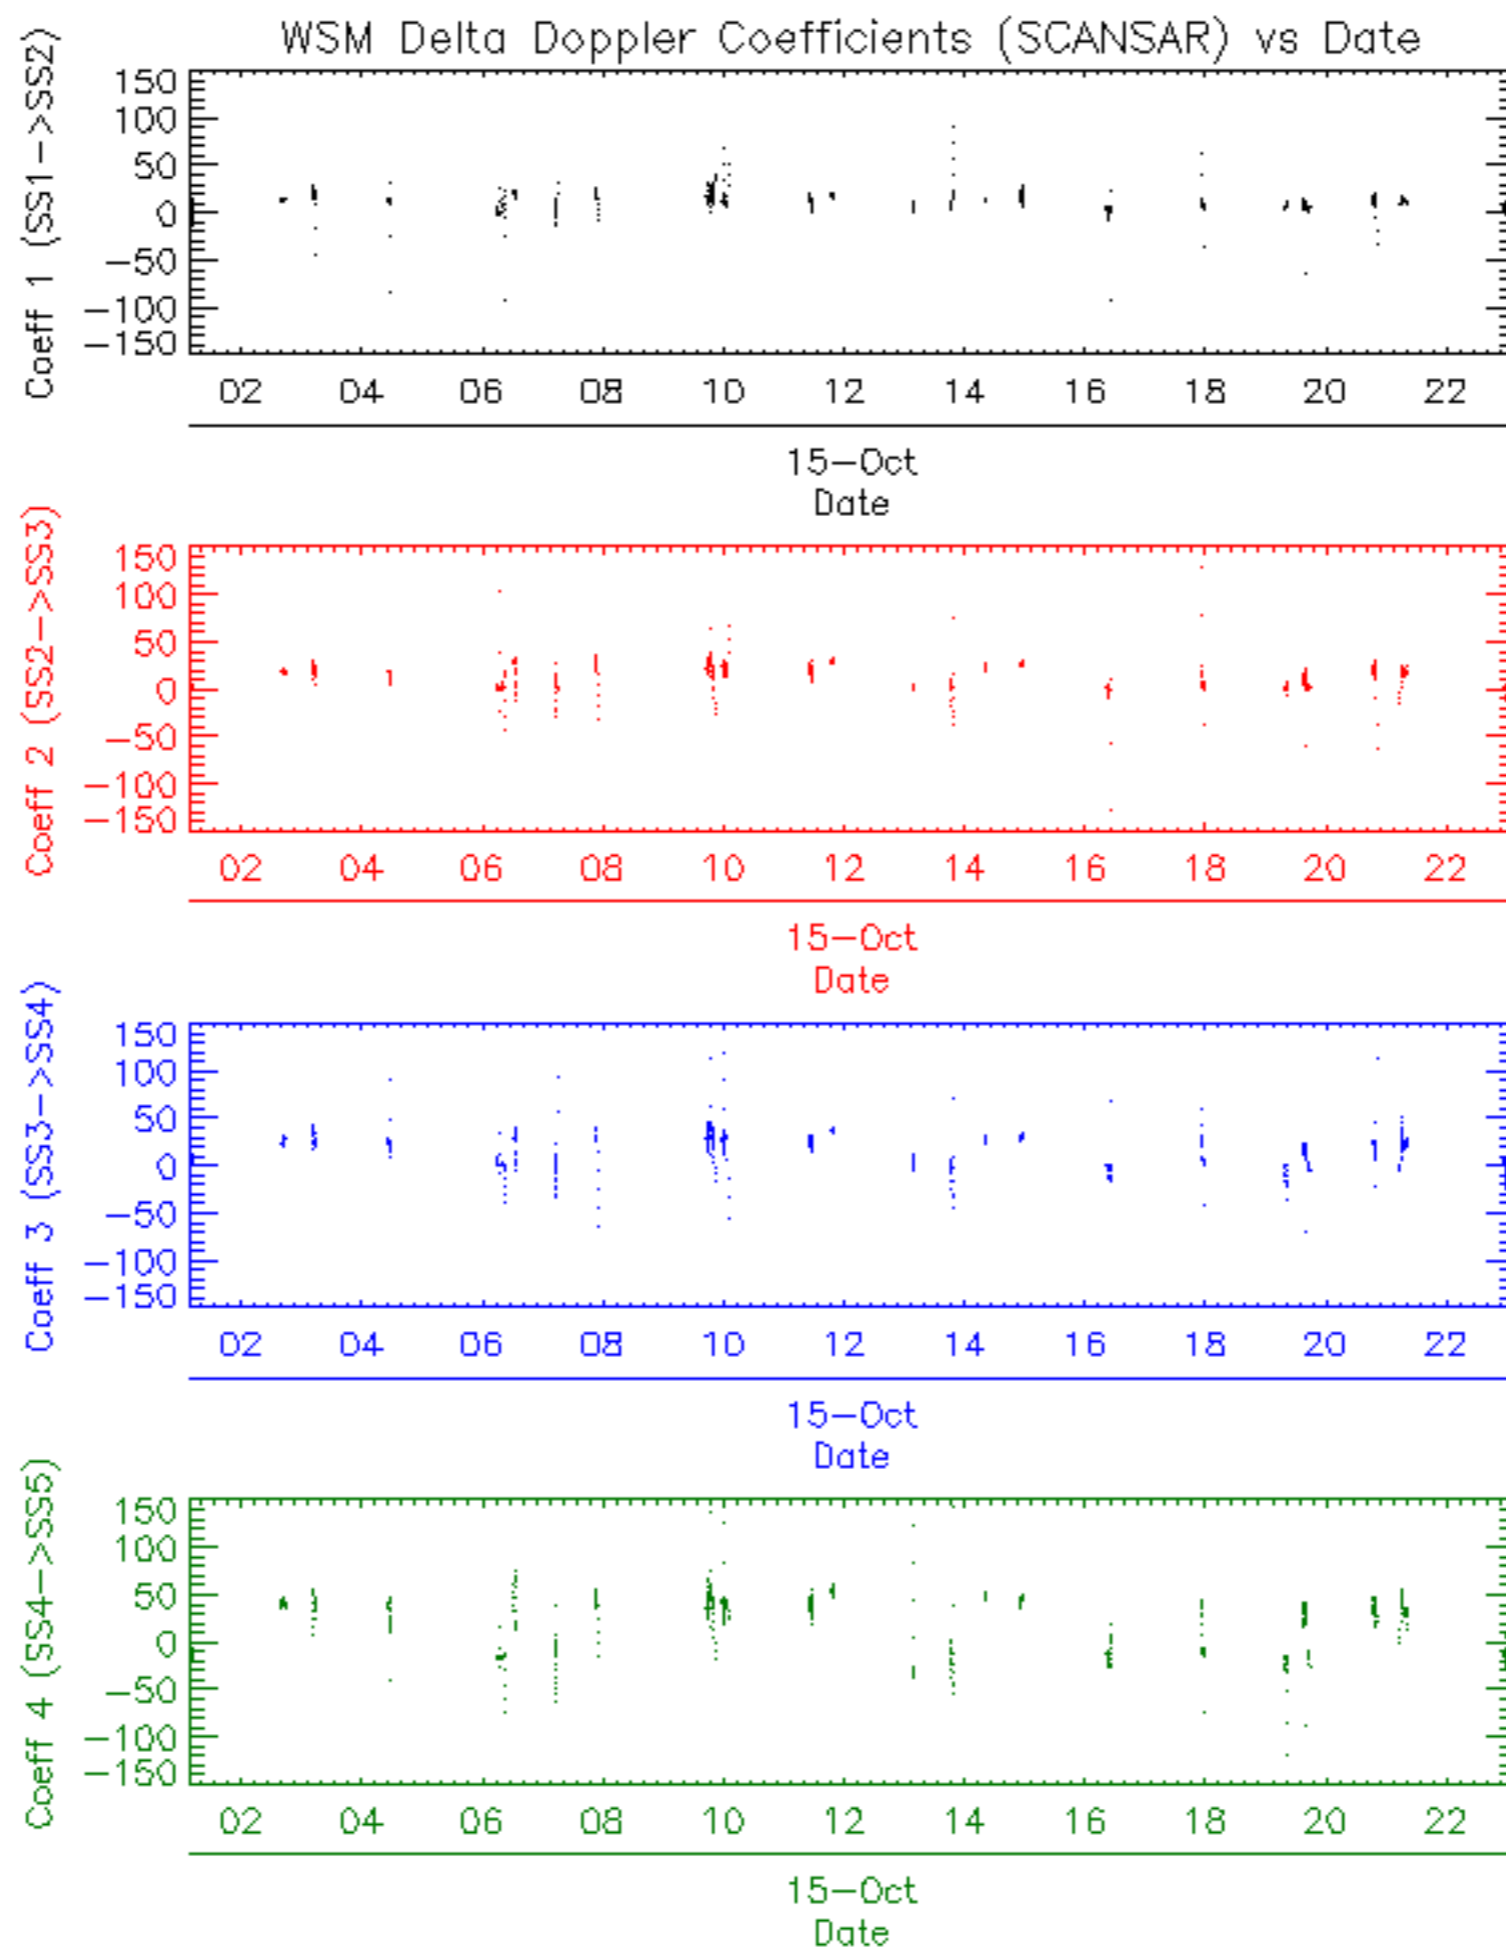 WSM Delta Doppler Coefficients (SCANSAR) vs Date
Coeff 1 (SS1->SS2)
150
100
50
0
-50
-100
-150
02 04 06 08 10 12 14 16 18 20 22
15-Oct
Date
Coeff 2 (SS2->SS3)
150
100
50
0
-50
-100
-150
02 04 06 08 10 12 14 16 18 20 22
15-Oct
Date
Coeff 3 (SS3->SS4)
150
100
50
0
-50
-100
-150
02 04 06 08 10 12 14 16 18 20 22
15-Oct
Date
Coeff 4 (SS4->SS5)
150
100
50
0
-50
-100
-150
02 04 06 08 10 12 14 16 18 20 22
15-Oct
Date